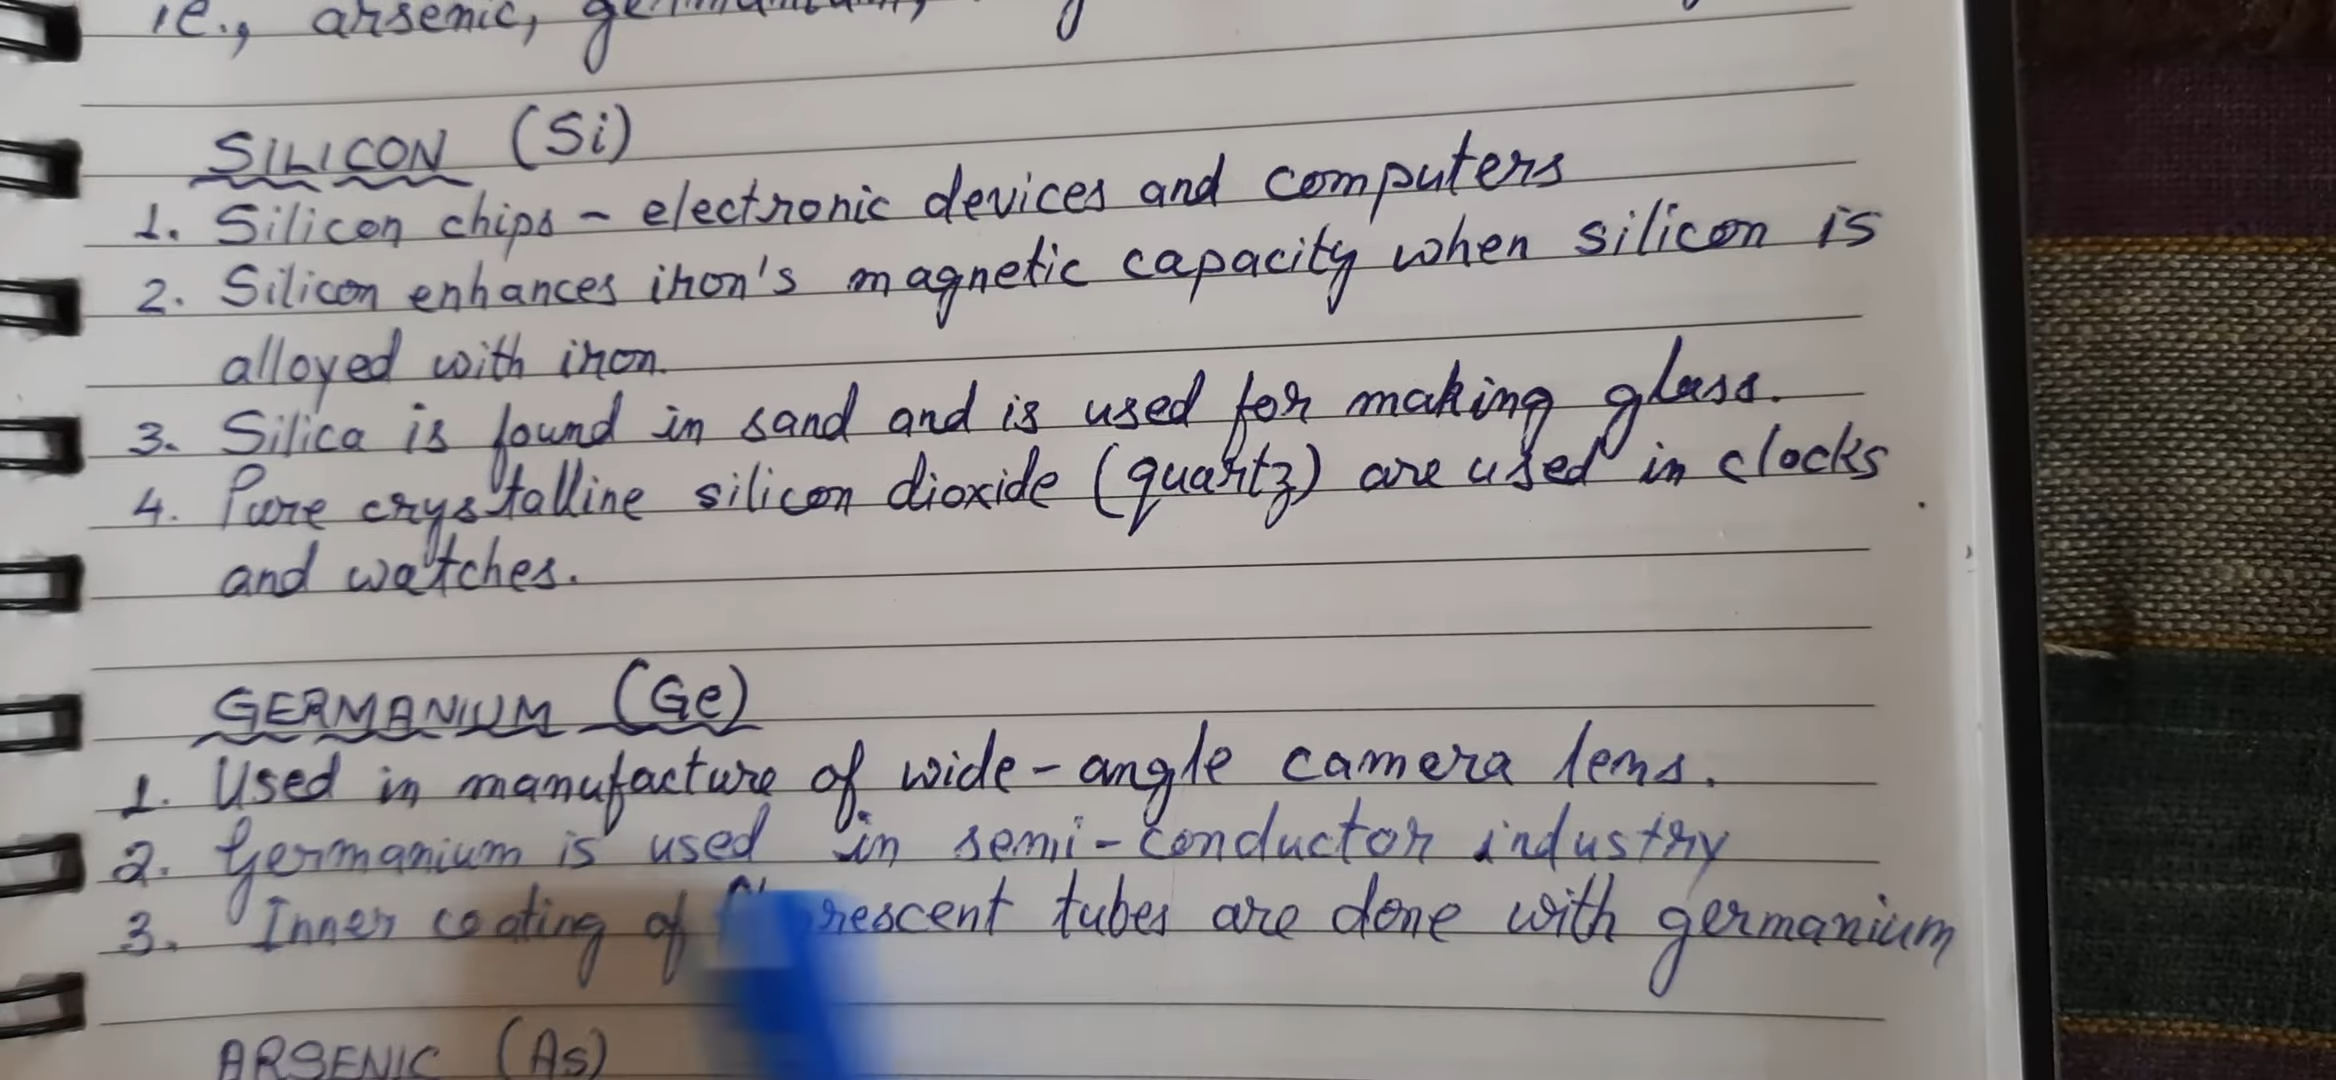 ie., arsenic,
SILICON (Si)
1. Silicon chips - electronic devices and computers
2. Silicon enhances iron's magnetic capacity when silicon is
alloyed with iron.
3. Silica is found in sand and is used for making glass.
4. Pure crystalline silicon dioxide (quartz) are used in clocks
and watches.
GERMANIUM (Ge)
1. Used in manufacture of wide-angle camera lens.
2. Germanium is used in semi-conductor industry
3. Inner coating of tubes are done with germanium
ARSENIC (As)